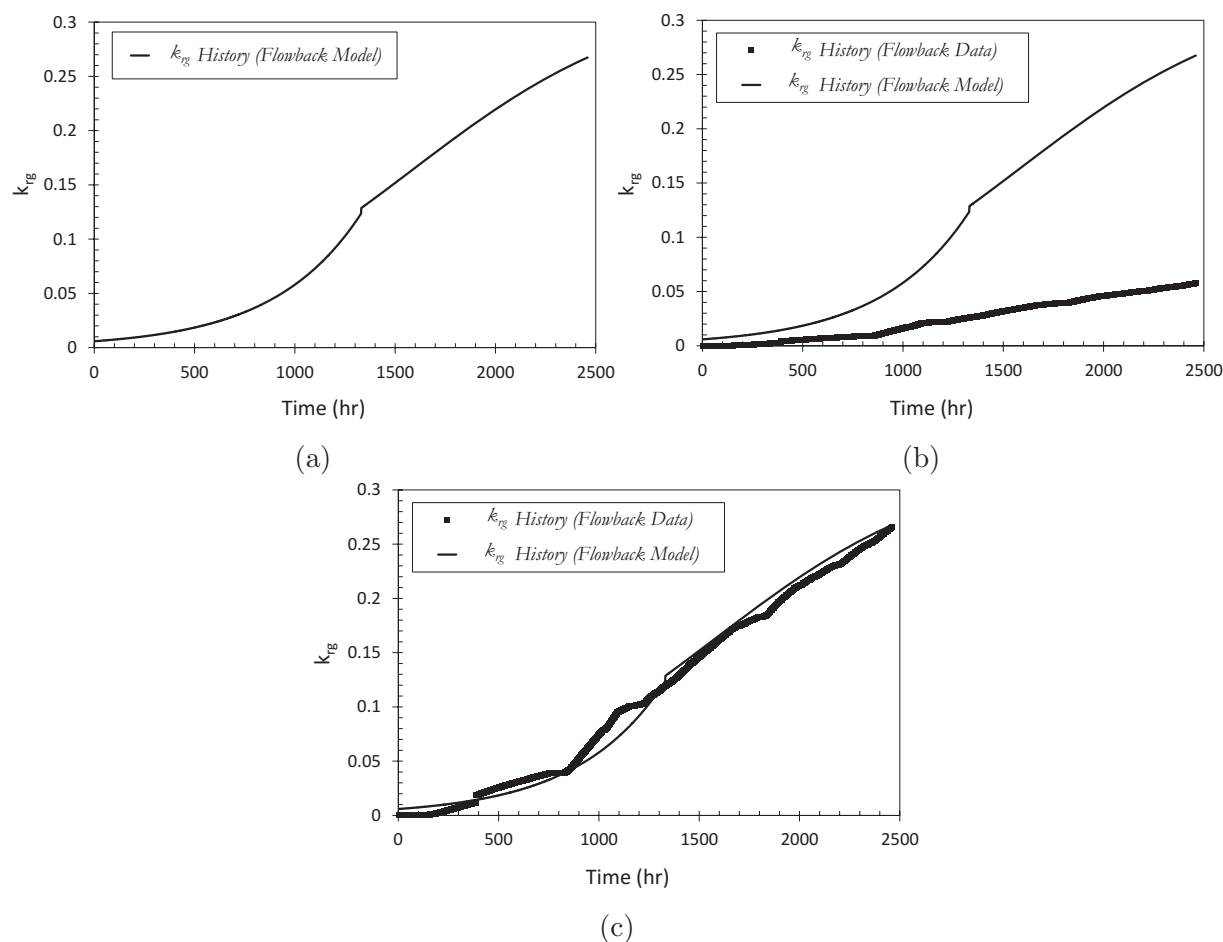 0.3
k_rg History (Flowback Model)
0.25
0.2
k_rg
0.15
0.1
0.05
0
0 500 1000 1500 2000 2500
Time (hr)
(a)
0.3
k_rg History (Flowback Data)
k_rg History (Flowback Model)
0.25
0.2
k_rg
0.15
0.1
0.05
0
0 500 1000 1500 2000 2500
Time (hr)
(b)
0.3
k_rg History (Flowback Data)
k_rg History (Flowback Model)
0.25
0.2
k_rg
0.15
0.1
0.05
0
0 500 1000 1500 2000 2500
Time (hr)
(c)